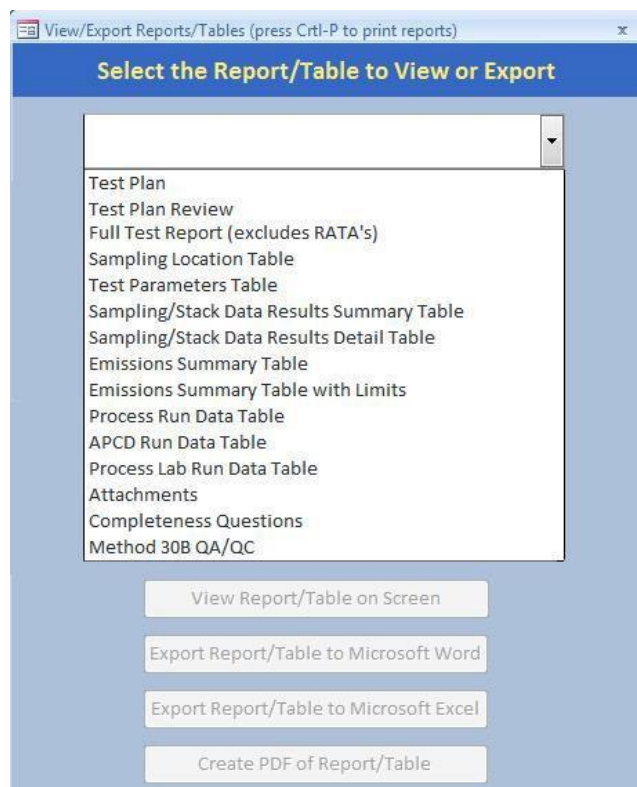 View/Export Reports/Tables (press Crtl-P to print reports)
x
Select the Report/Table to View or Export
Test Plan
Test Plan Review
Full Test Report (excludes RATA's)
Sampling Location Table
Test Parameters Table
Sampling/Stack Data Results Summary Table
Sampling/Stack Data Results Detail Table
Emissions Summary Table
Emissions Summary Table with Limits
Process Run Data Table
APCD Run Data Table
Process Lab Run Data Table
Attachments
Completeness Questions
Method 30B QA/QC
View Report/Table on Screen
Export Report/Table to Microsoft Word
Export Report/Table to Microsoft Excel
Create PDF of Report/Table